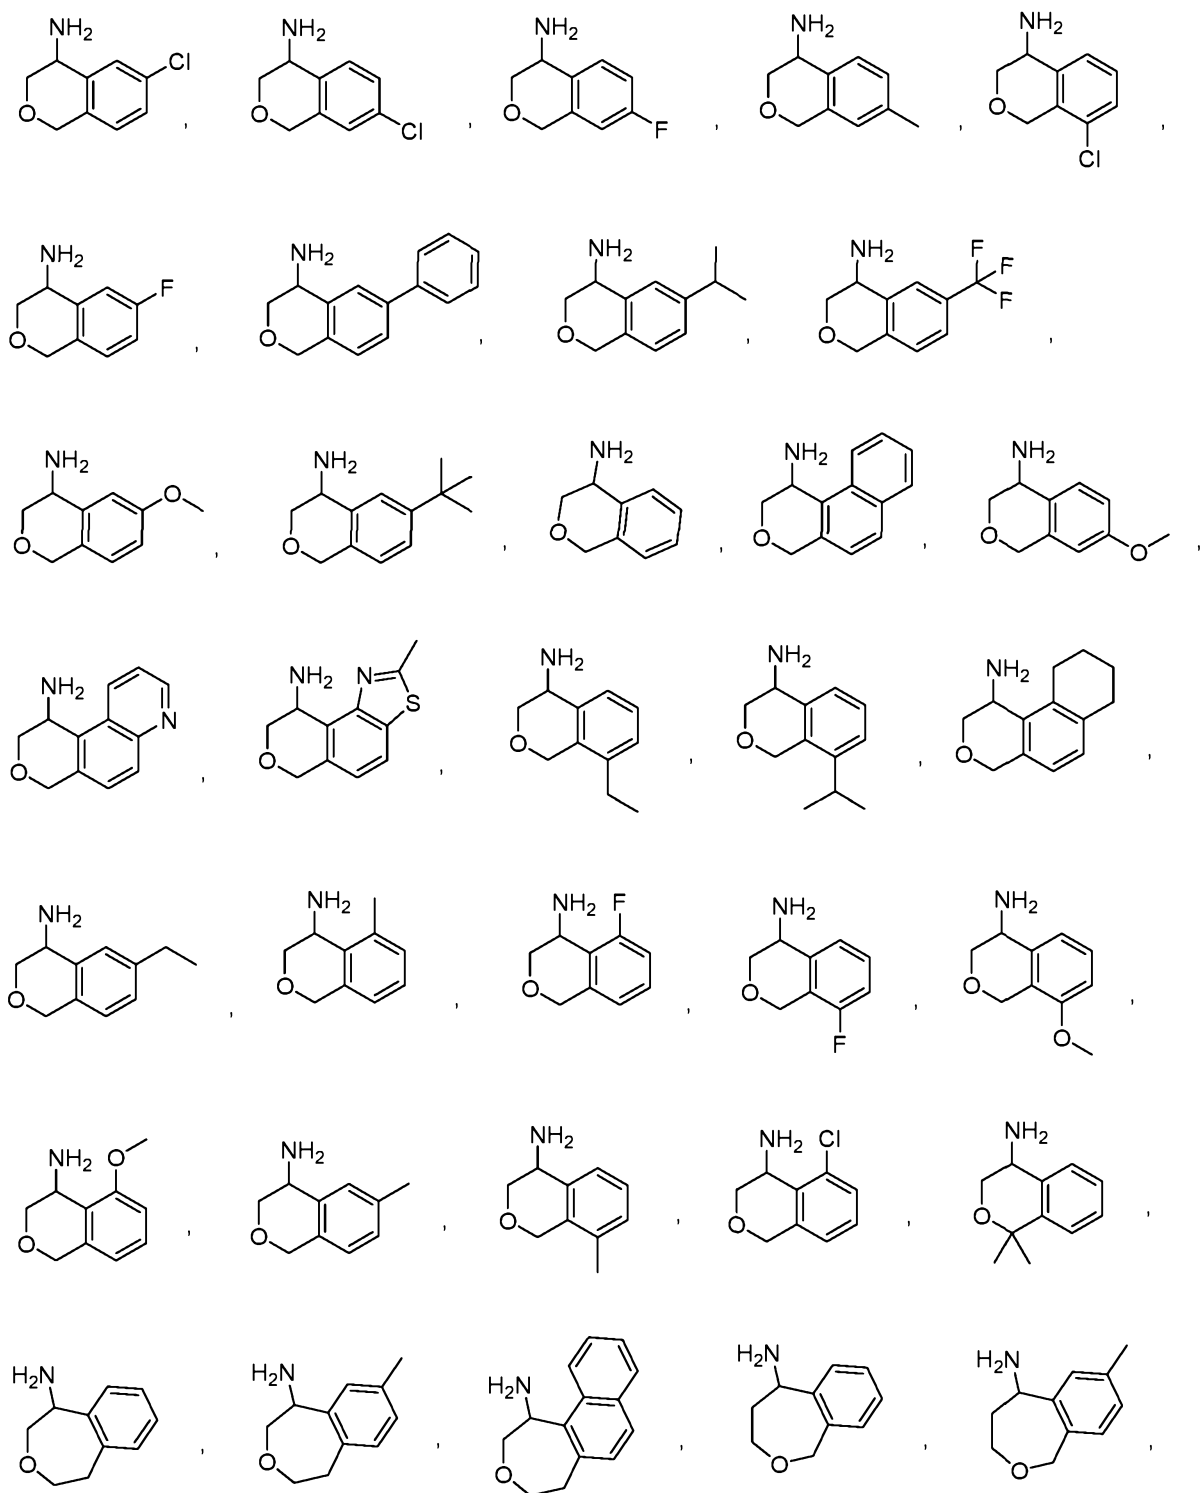 NH2 NH2 NH2 NH2 NH2
Cl
O O O O O
Cl F
Cl
, , , , ,
NH2 NH2 NH2 NH2 F
F F
F
O O O O
, , , ,
NH2 NH2 NH2 NH2 NH2
O
O O O O O
O
, , , , ,
NH2 NH2 N NH2 NH2 NH2
N S
O O O O O
, , , , ,
NH2 NH2 NH2 F NH2 NH2
O O O O O
F O
, , , , ,
NH2 O NH2 NH2 NH2 Cl NH2
O O O O O
, , , , ,
H2N H2N H2N H2N H2N
O O O O O
, , , , ,